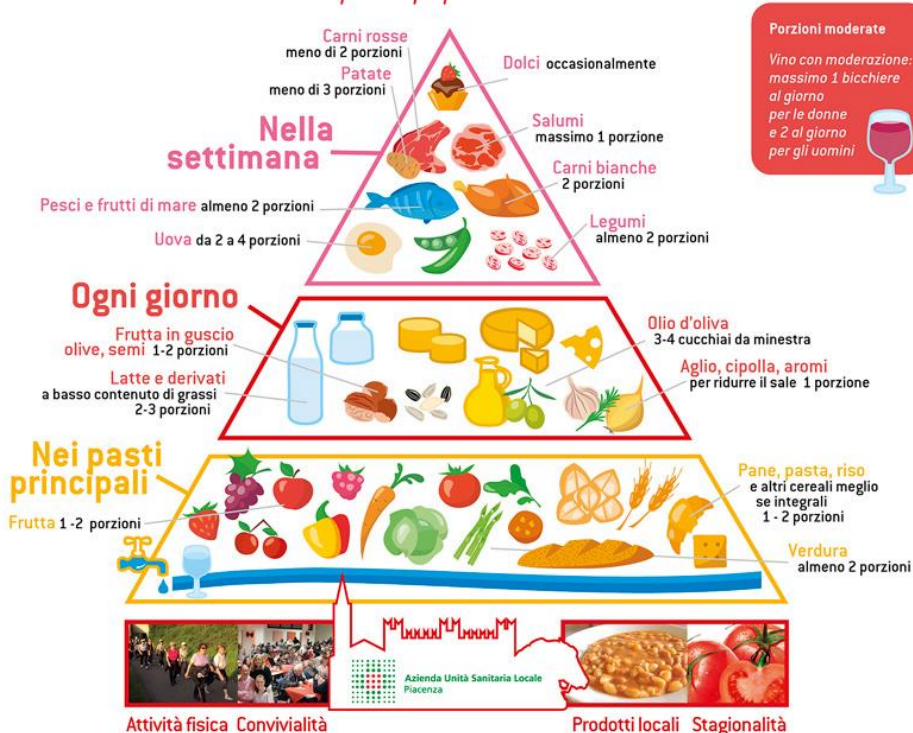 Carni rosse
meno di 2 porzioni
Patate
meno di 3 porzioni
Dolci occasionalmente
Porzioni moderate
Vino con moderazione:
massimo 1 bicchiere
al giorno
per le donne
e 2 al giorno
per gli uomini
Nella
settimana
Salumi
massimo 1 porzione
Carni bianche
2 porzioni
Pesci e frutti di mare almeno 2 porzioni
Legumi
almeno 2 porzioni
Uova da 2 a 4 porzioni
Ogni giorno
Frutta in guscio
olive, semi 1-2 porzioni
Latte e derivati
a basso contenuto di grassi
2-3 porzioni
Olio d'oliva
3-4 cucchiai da minestra
Aglio, cipolla, aromi
per ridurre il sale 1 porzione
Nei pasti
principali
Frutta 1-2 porzioni
Pane, pasta, riso
e altri cereali meglio
se integrali
1 - 2 porzioni
Verdura
almeno 2 porzioni
Azienda Unità Sanitaria Locale
Piacenza
Attività fisica Convivialità
Prodotti locali Stagionalità